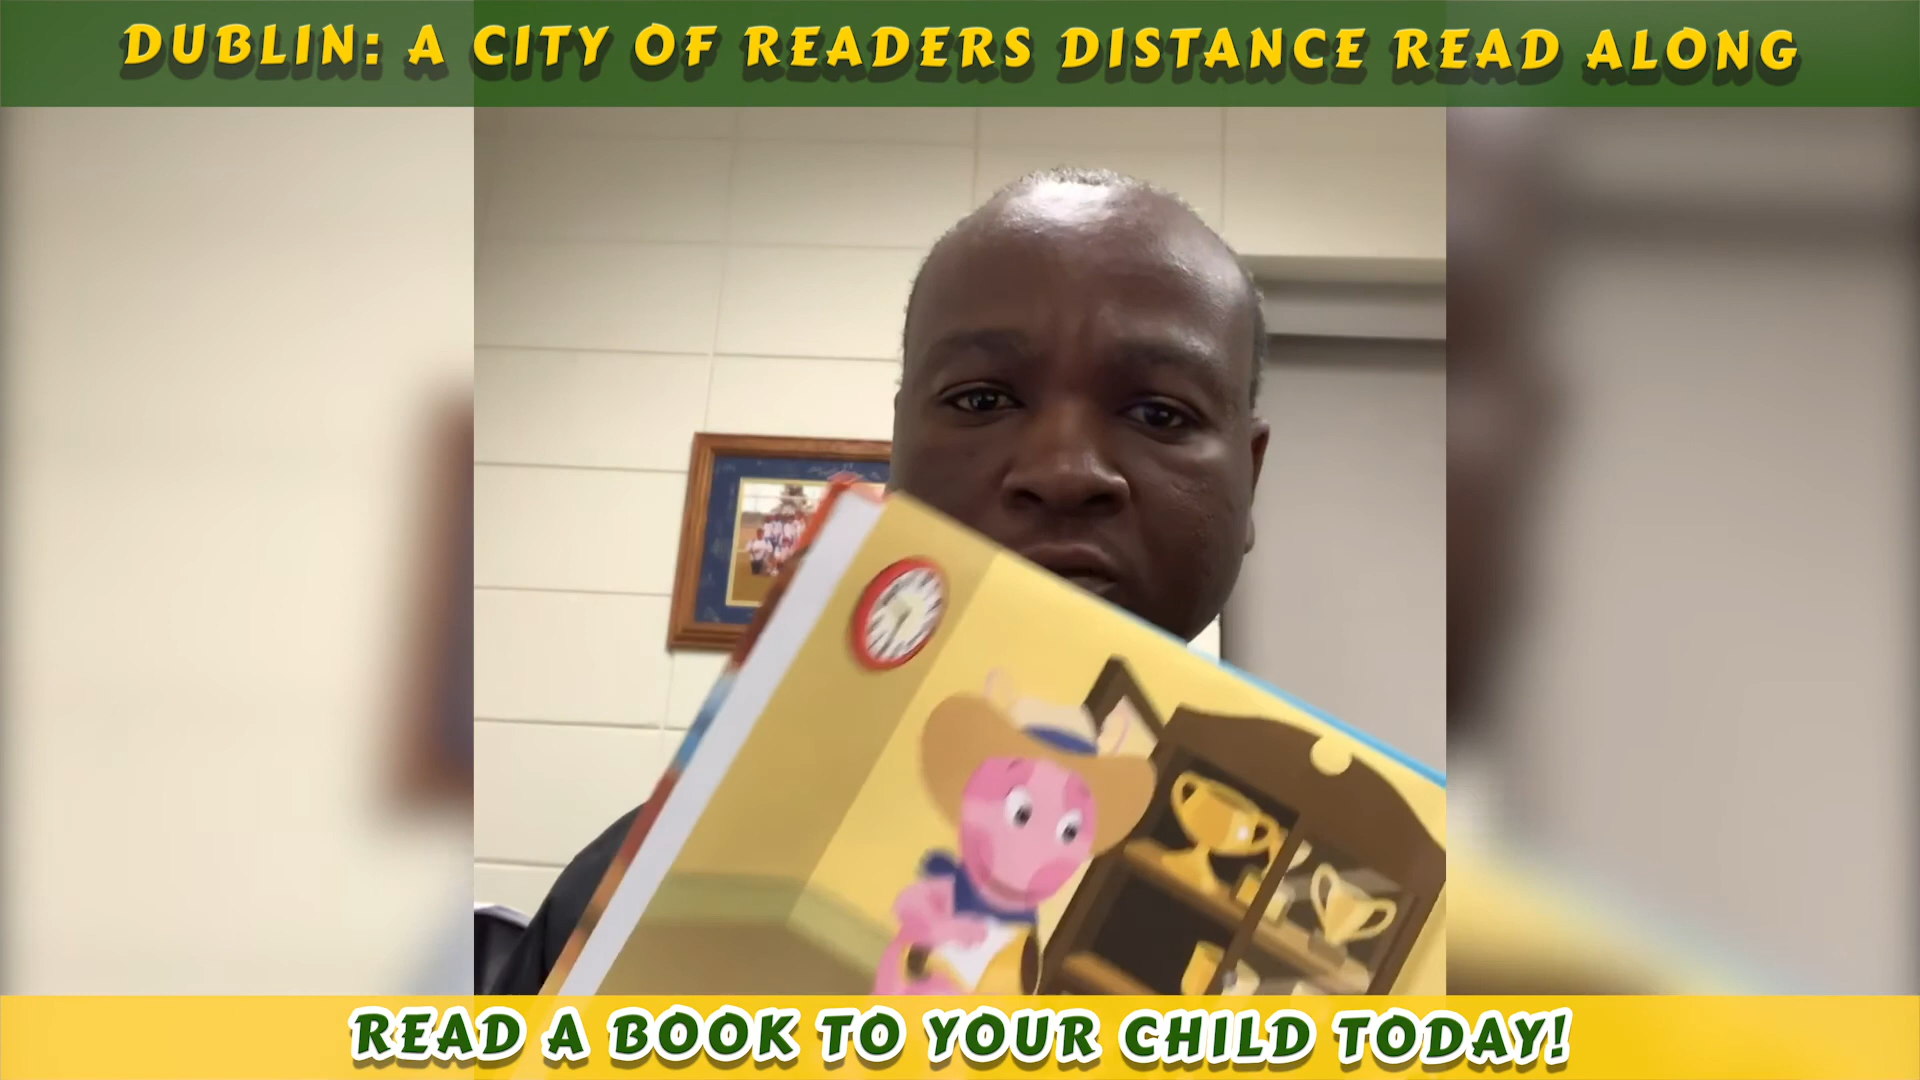 DUBLIN: A CITY OF READERS DISTANCE READ ALONG
READ A BOOK TO YOUR CHILD TODAY!